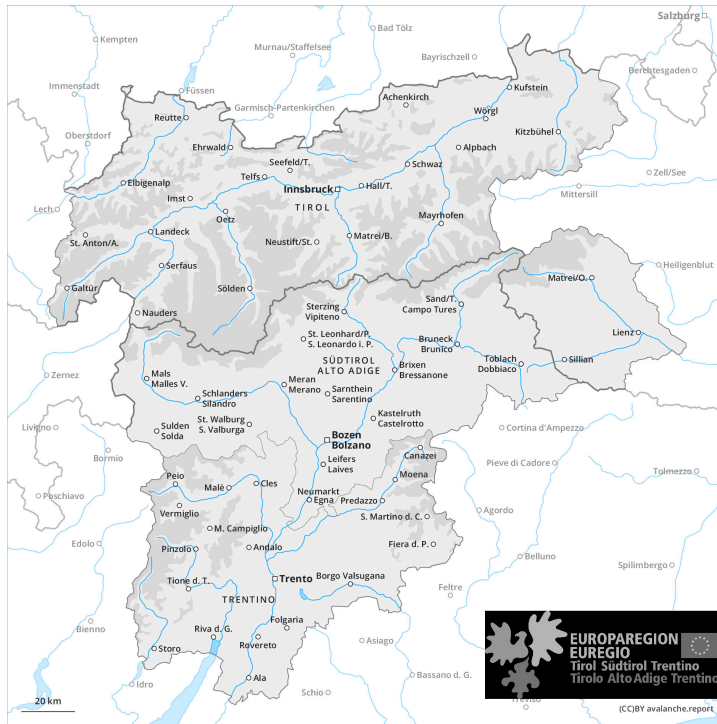 Salzburg
Kempten
Bad Tölz
Murnau/Staffelsee
Bayrischzell
Berchtesgaden
Immenstadt
Füssen
Achenkirch
Kufstein
Garmisch-Partenkirchen
Reutte
Wörgl
Oberstdorf
Kitzbühel
Ehrwald
Alpbach
Seefeld/T.
Schwaz
Telfs
Zell/See
Elbigenalp
Innsbruck
Hall/T.
Mittersill
Imst
TIROL
Lech
Oetz
Mayrhofen
Landeck
Matrei/B.
St. Anton/A.
Neustift/St.
Serfaus
Heiligenblut
Galtür
Sölden
Matrei/O.
Nauders
Sterzing
Vipiteno
Sand/T.
Campo Tures
Lienz
St. Leonhard/P.
S. Leonardo i. P.
Bruneck
Brunico
SÜDTIROL
ALTO ADIGE
Toblach
Dobbiaco
Sillian
Zernez
Mals
Malles V.
Brixen
Bressanone
Meran
Merano
Sarnthein
Sarentino
Schlanders
Silandro
Kastelruth
Castelrotto
St. Walburg
S. Valburga
Livigno
Sulden
Solda
Cortina d'Ampezzo
Bozen
Bolzano
Bormio
Canazei
Leifers
Laives
Pieve di Cadore
Tolmezzo
Peio
Moena
Malè
Cles
Poschiavo
Neumarkt
Egna
Predazzo
Vermiglio
Agordo
S. Martino d. C.
M. Campiglio
Edolo
Fiera d. P.
Pinzolo
Andalo
Belluno
Spilimbergo
Tione d. T.
Trento
Borgo Valsugana
Feltre
TRENTINO
Folgaria
Bienno
Riva d. G.
Rovereto
Asiago
EUROPAREGION
EUREGIO
Storo
Tirol Südtirol Trentino
Tirolo Alto Adige Trentino
Ala
Bassano d. G.
Idro
Schio
Treviso
20 km
(CC)BY avalanche.report